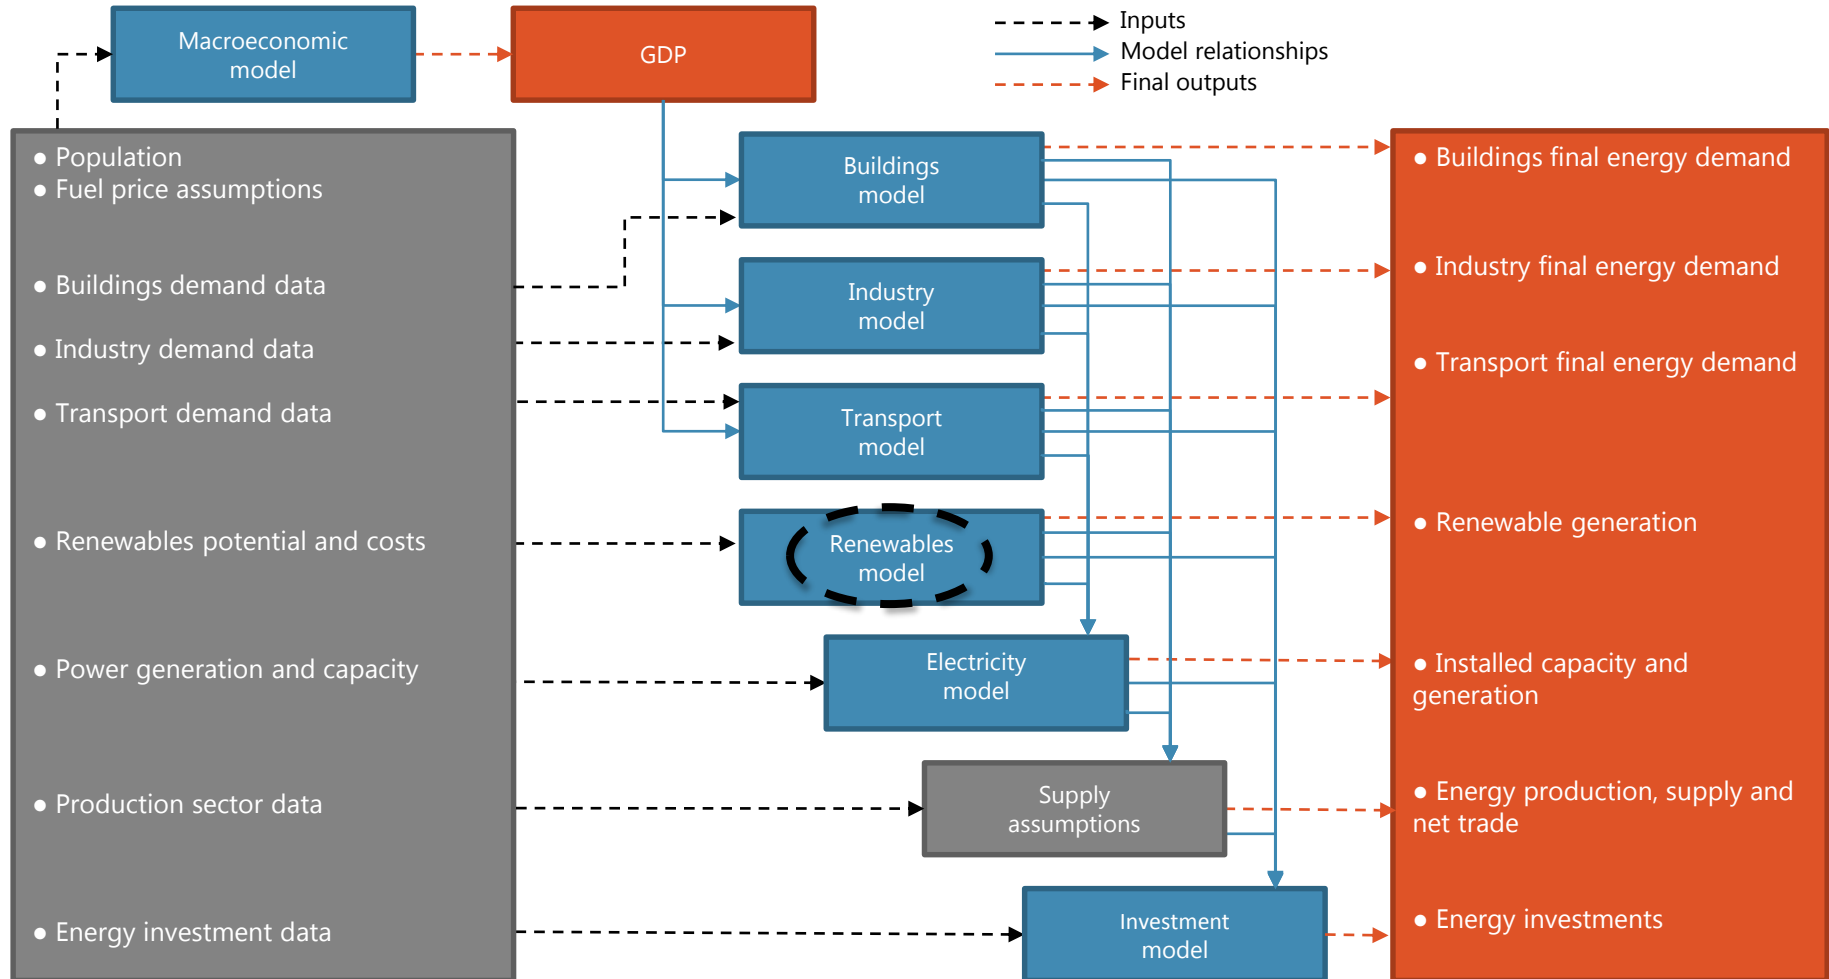 Macroeconomic
model
GDP
Inputs
Model relationships
Final outputs
● Population
● Fuel price assumptions
● Buildings demand data
● Industry demand data
● Transport demand data
● Renewables potential and costs
● Power generation and capacity
● Production sector data
● Energy investment data
Buildings
model
Industry
model
Transport
model
Renewables
model
Electricity
model
Supply
assumptions
Investment
model
● Buildings final energy demand
● Industry final energy demand
● Transport final energy demand
● Renewable generation
● Installed capacity and
generation
● Energy production, supply and
net trade
● Energy investments